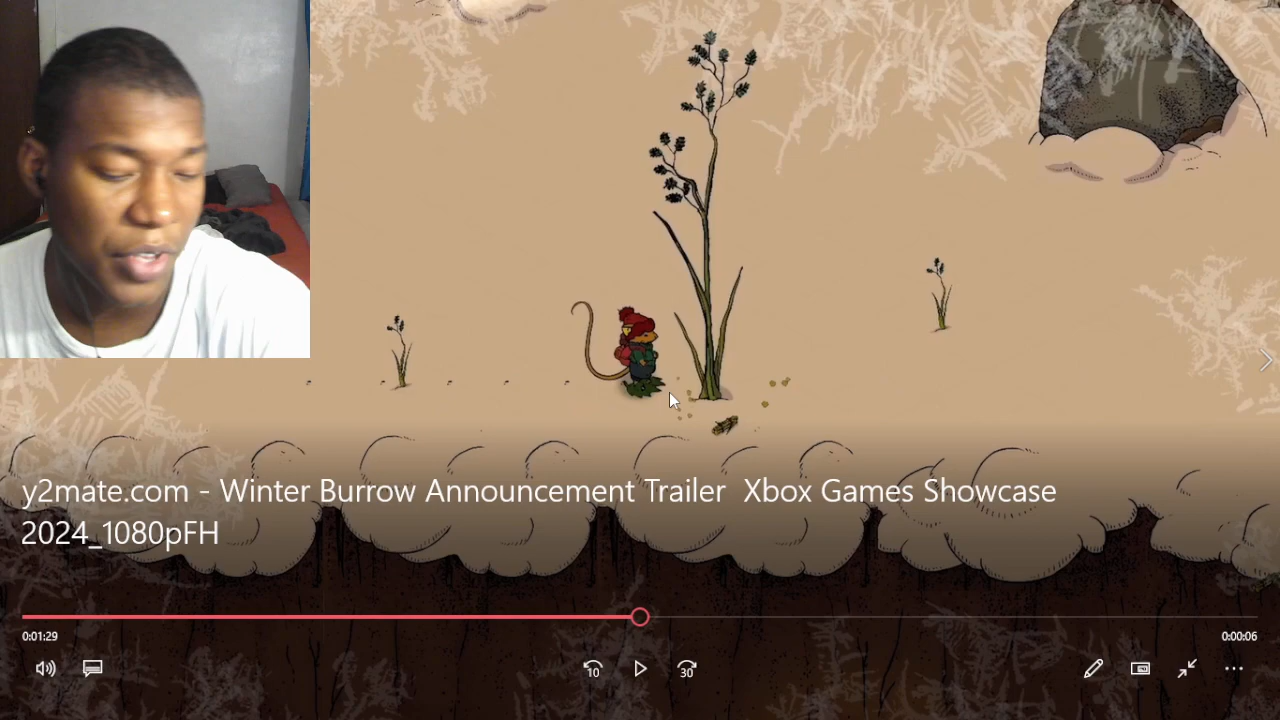 y2mate.com - Winter Burrow Announcement Trailer  Xbox Games Showcase
2024_1080pFH
0:01:29
0:00:06
10
30